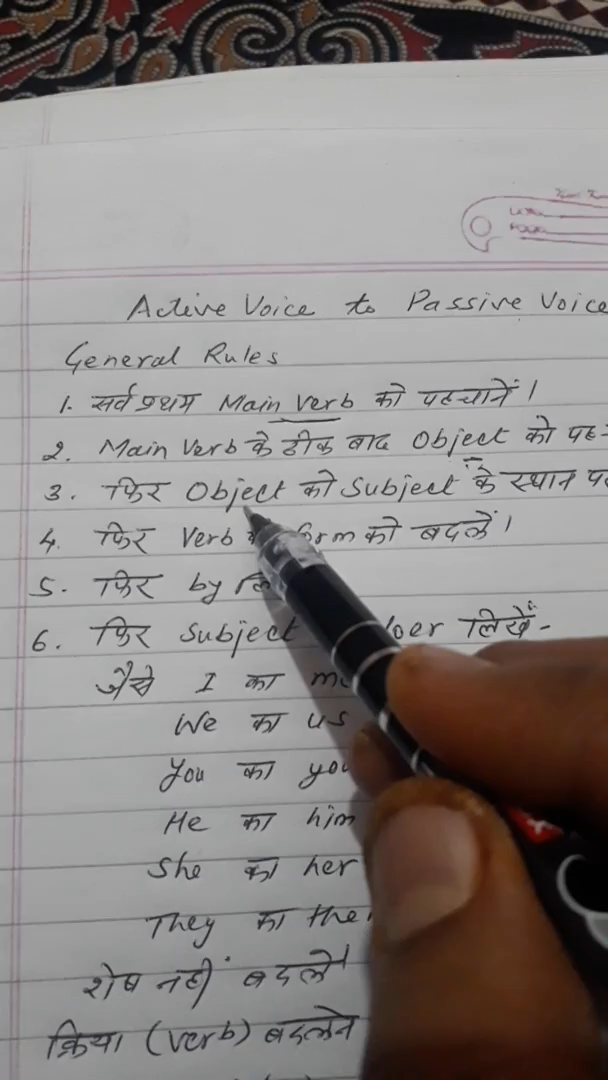 Active Voice to Passive Voice
General Rules
1. सर्व प्रथम Main Verb को पहचानें।
2. Main Verb के ठीक बाद Object को
3. फिर Object को Subject के स्थान
4. फिर Verb को बदलें।
5. फिर by
6. फिर Subject लिखें -
जैसे I का
We का us
You का
He का him
She का her
They का
शेष नहीं बदलें।
क्रिया (verb) बदलने